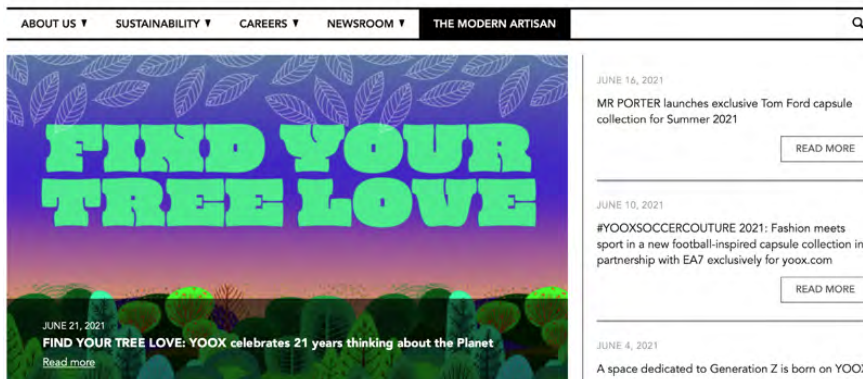 ABOUT US ▼ SUSTAINABILITY ▼ CAREERS ▼ NEWSROOM ▼ THE MODERN ARTISAN
FIND YOUR
TREE LOVE
JUNE 21, 2021
FIND YOUR TREE LOVE: YOOX celebrates 21 years thinking about the Planet
Read more
JUNE 16, 2021
MR PORTER launches exclusive Tom Ford capsule
collection for Summer 2021
READ MORE
JUNE 10, 2021
#YOOXSOCCERCOUTURE 2021: Fashion meets
sport in a new football-inspired capsule collection in
partnership with EA7 exclusively for yoox.com
READ MORE
JUNE 4, 2021
A space dedicated to Generation Z is born on YOOX